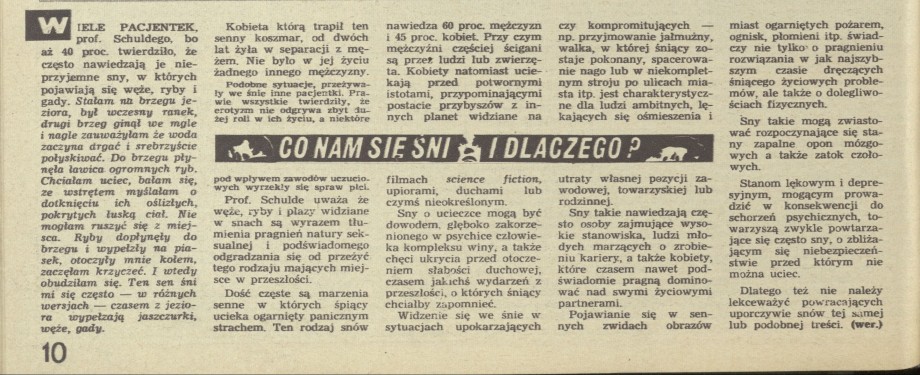 WIELE PACJENTEK,
prof. Schuldego, bo
aż 40 proc. twierdziło, że
często nawiedzają je nie-
przyjemne sny, w których
pojawiają się węże, ryby i
gady. Stałam na brzegu je-
ziora, był wczesny ranek,
drugi brzeg ginął we mgle
i nagle zauważyłam że woda
zaczyna drgać i srebrzyście
połyskiwać. Do brzegu pły-
nęła ławica ogromnych ryb.
Chciałam uciec, bałam się,
ze wstrętem myślałam o
dotknięciu ich oślizłych,
pokrytych łuską ciał. Nie
mogłam ruszyć się z miej-
sca. Ryby dopłynęły do
brzegu i wypełzły na pia-
sek, otoczyły mnie kołem,
zaczęłam krzyczeć. I wtedy
obudziłam się. Ten sen śni
mi się często — w różnych
wersjach — czasem z jezio-
ra wypełzają jaszczurki,
węże, gady.
Kobieta którą trapił ten
senny koszmar, od dwóch
lat żyła w separacji z mę-
żem. Nie było w jej życiu
żadnego innego mężczyzny.
Podobne sytuacje, przeżywa-
ły we śnie inne pacjentki. Pra-
wie wszystkie twierdziły, że
erotyzm nie odgrywa zbyt du-
żej roli w ich życiu, a niektóre
CO NAM SIĘ ŚNI I DLACZEGO?
pod wpływem zawodów uczucio-
wych wyrzekły się spraw płci.
Prof. Schulde uważa że
węże, ryby i płazy widziane
w snach są wyrazem tłu-
mienia pragnień natury sek-
sualnej i podświadomego
odgradzania się od przeżyć
tego rodzaju mających miej-
sce w przeszłości.
Dość częste są marzenia
senne w których śpiący
ucieka ogarnięty panicznym
strachem. Ten rodzaj snów
nawiedza 60 proc. mężczyzn
i 45 proc. kobiet. Przy czym
mężczyźni częściej ścigani
są przez ludzi lub zwierzę-
ta. Kobiety natomiast ucie-
kają przed potwornymi
istotami, przypominającymi
postacie przybyszów z in-
nych planet widziane na
filmach science fiction,
upiorami, duchami lub
czymś nieokreślonym.
Sny o ucieczce mogą być
dowodem, głęboko zakorze-
nionego w psychice człowie-
ka kompleksu winy, a także
chęci ukrycia przed otocze-
niem słabości duchowej,
czasem jakichś wydarzeń z
przeszłości, o których śniący
chciałby zapomnieć.
Widzenie się we śnie w
sytuacjach upokarzających
czy kompromitujących —
np. przyjmowanie jałmużny,
walka, w której śniący zo-
staje pokonany, spacerowa-
nie nago lub w niekomplet-
nym stroju po ulicach mia-
sta itp. jest charakterystycz-
ne dla ludzi ambitnych, lę-
kających się ośmieszenia i
utraty własnej pozycji za-
wodowej, towarzyskiej lub
rodzinnej.
Sny takie nawiedzają czę-
sto osoby zajmujące wyso-
kie stanowiska, ludzi mło-
dych marzących o zrobie-
niu kariery, a także kobiety,
które czasem nawet pod-
świadomie pragną domino-
wać nad swymi życiowymi
partnerami.
Pojawianie się w sen-
nych zwidach obrazów
miast ogarniętych pożarem,
ognisk, płomieni itp. świad-
czy nie tylko o pragnieniu
rozwiązania w jak najszyb-
szym czasie dręczących
śniącego życiowych proble-
mów, ale także o dolegliwo-
ściach fizycznych.
Sny takie mogą zwiasto-
wać rozpoczynające się sta-
ny zapalne opon mózgo-
wych a także zatok czoło-
wych.
Stanom lękowym i depre-
syjnym, mogącym prowa-
dzić w konsekwencji do
schorzeń psychicznych, to-
warzyszą zwykle powtarza-
jące się często sny, o zbliża-
jącym się niebezpieczeń-
stwie przed którym nie
można uciec.
Dlatego też nie należy
lekceważyć powracających
uporczywie snów tej samej
lub podobnej treści. (wer.)
10